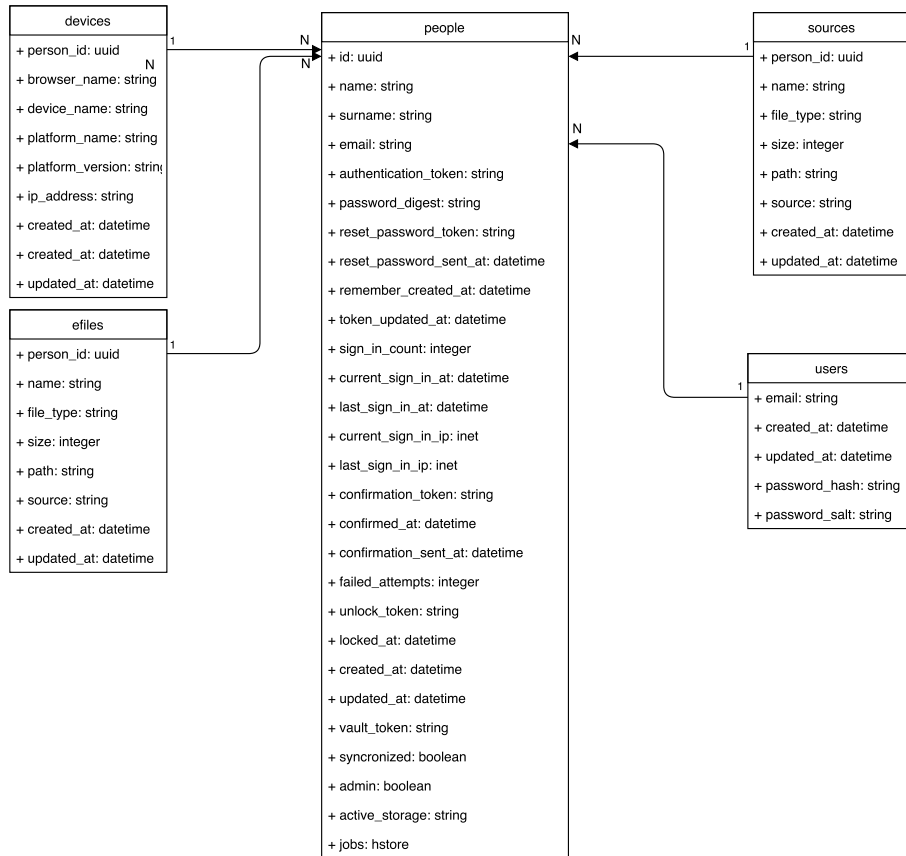 devices
+ person_id: uuid
N
+ browser_name: string
+ device_name: string
+ platform_name: string
+ platform_version: string
+ ip_address: string
+ created_at: datetime
+ created_at: datetime
+ updated_at: datetime
1
N
N
efiles
+ person_id: uuid
+ name: string
+ file_type: string
+ size: integer
+ path: string
+ source: string
+ created_at: datetime
+ updated_at: datetime
1
people
+ id: uuid
+ name: string
+ surname: string
+ email: string
+ authentication_token: string
+ password_digest: string
+ reset_password_token: string
+ reset_password_sent_at: datetime
+ remember_created_at: datetime
+ token_updated_at: datetime
+ sign_in_count: integer
+ current_sign_in_at: datetime
+ last_sign_in_at: datetime
+ current_sign_in_ip: inet
+ last_sign_in_ip: inet
+ confirmation_token: string
+ confirmed_at: datetime
+ confirmation_sent_at: datetime
+ failed_attempts: integer
+ unlock_token: string
+ locked_at: datetime
+ created_at: datetime
+ updated_at: datetime
+ vault_token: string
+ syncronized: boolean
+ admin: boolean
+ active_storage: string
+ jobs: hstore
N
1
N
1
sources
+ person_id: uuid
+ name: string
+ file_type: string
+ size: integer
+ path: string
+ source: string
+ created_at: datetime
+ updated_at: datetime
users
+ email: string
+ created_at: datetime
+ updated_at: datetime
+ password_hash: string
+ password_salt: string